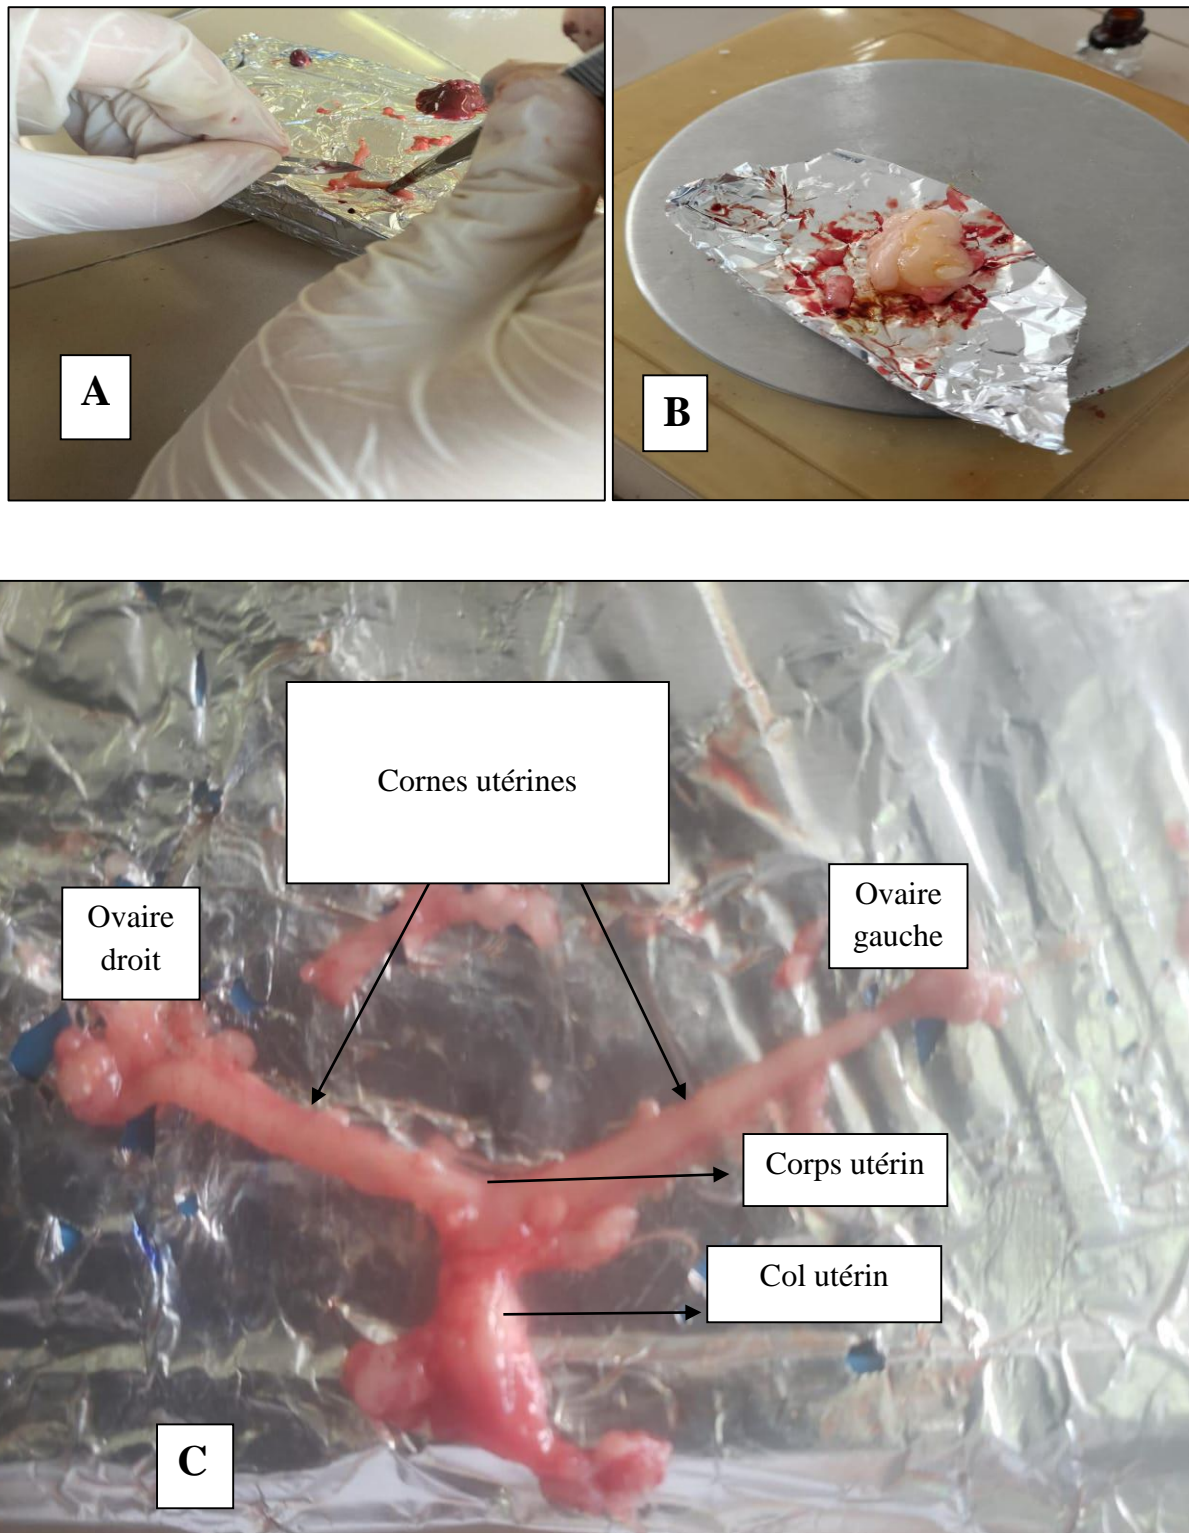 A
B
Cornes utérines
Ovaire
droit
Ovaire
gauche
Corps utérin
Col utérin
C